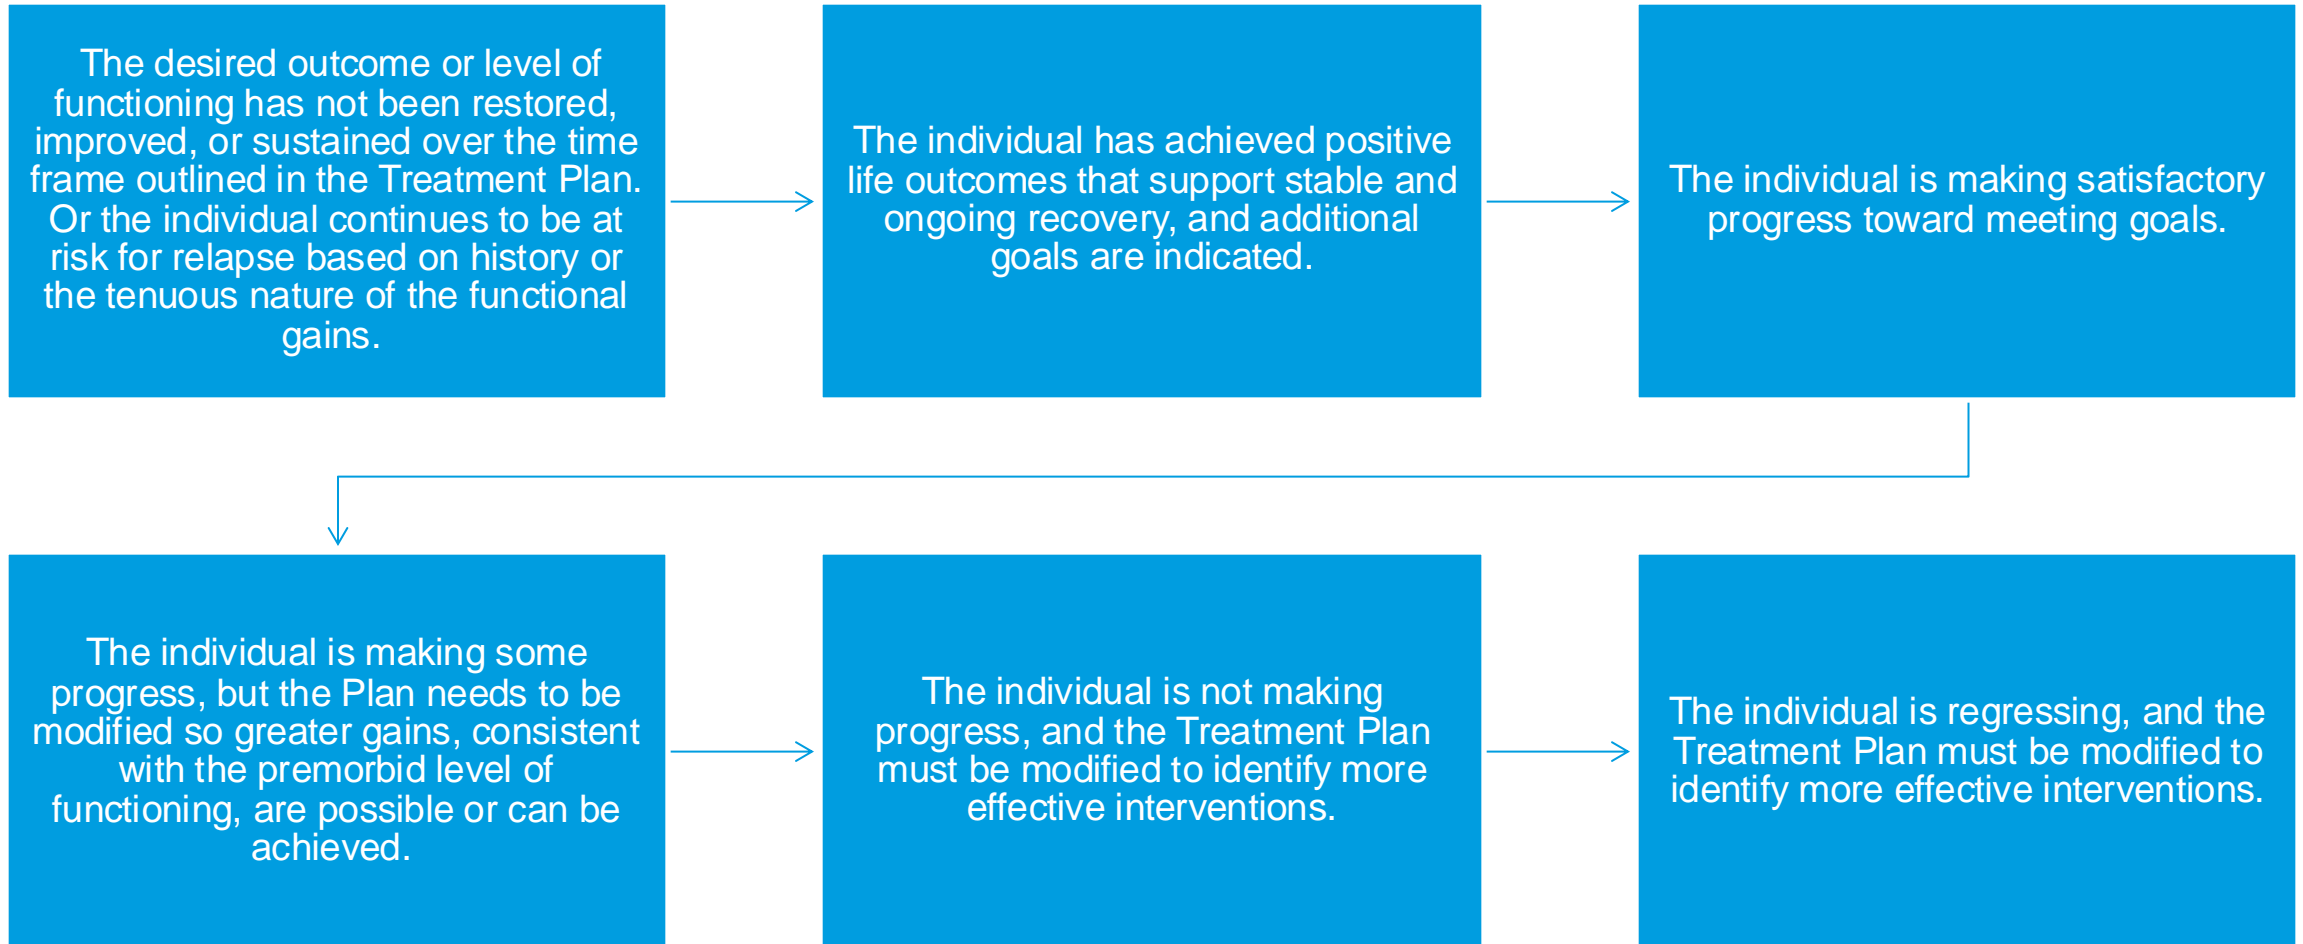 The desired outcome or level of
functioning has not been restored,
improved, or sustained over the time
frame outlined in the Treatment Plan.
Or the individual continues to be at
risk for relapse based on history or
the tenuous nature of the functional
gains.
The individual has achieved positive
life outcomes that support stable and
ongoing recovery, and additional
goals are indicated.
The individual is making satisfactory
progress toward meeting goals.
The individual is making some
progress, but the Plan needs to be
modified so greater gains, consistent
with the premorbid level of
functioning, are possible or can be
achieved.
The individual is not making
progress, and the Treatment Plan
must be modified to identify more
effective interventions.
The individual is regressing, and the
Treatment Plan must be modified to
identify more effective interventions.